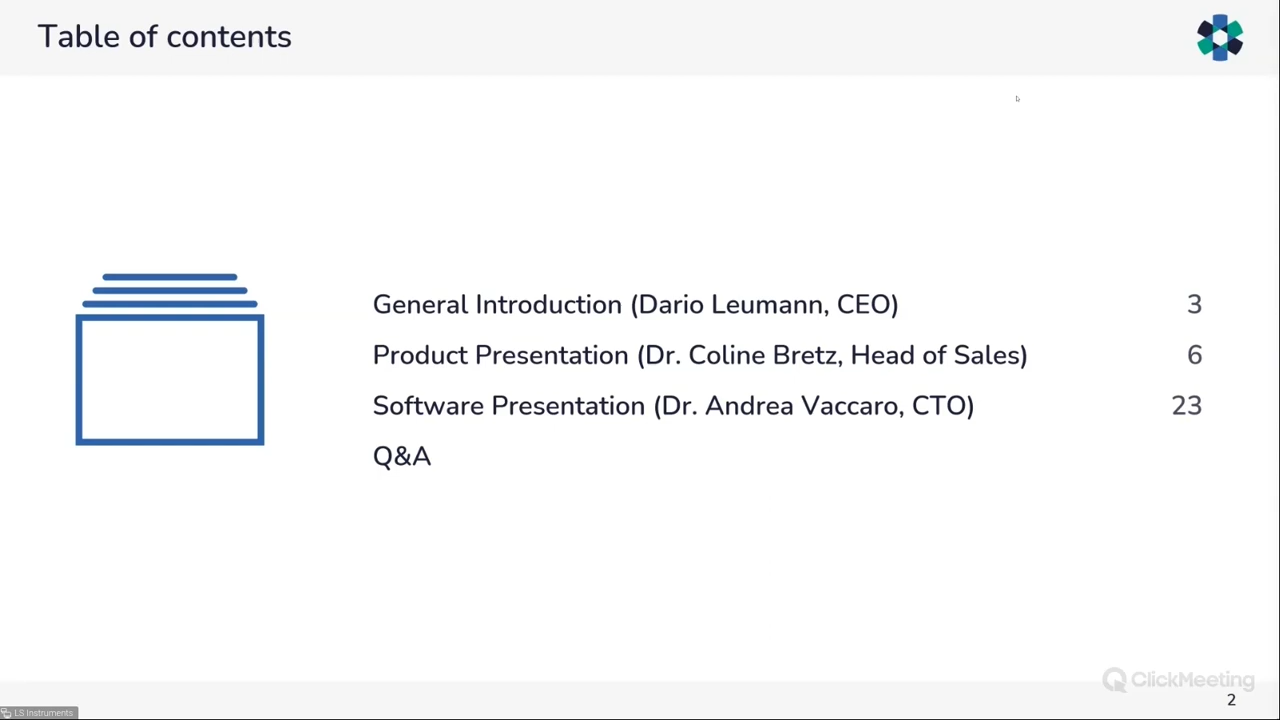 Table of contents
General Introduction (Dario Leumann, CEO) 3
Product Presentation (Dr. Coline Bretz, Head of Sales) 6
Software Presentation (Dr. Andrea Vaccaro, CTO) 23
Q&A
ClickMeeting
2
LS Instruments